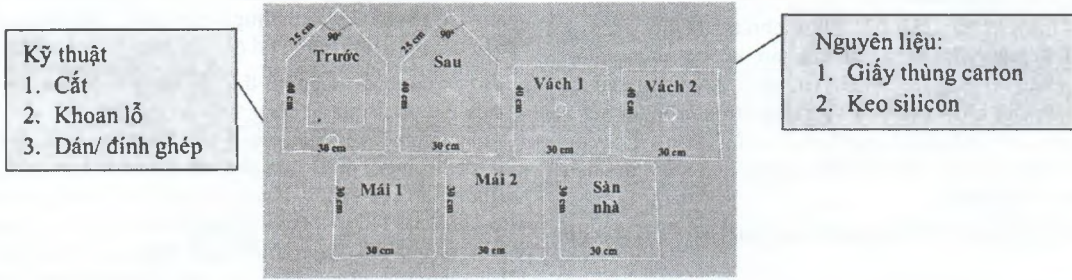 Kỹ thuật
1. Cắt
2. Khoan lỗ
3. Dán/ đính ghép
25 cm
90°
Trước
40 cm
30 cm
25 cm
90°
Sau
40 cm
30 cm
Vách 1
40 cm
30 cm
Vách 2
40 cm
30 cm
Mái 1
30 cm
30 cm
Mái 2
30 cm
30 cm
Sàn
nhà
30 cm
30 cm
Nguyên liệu:
1. Giấy thùng carton
2. Keo silicon